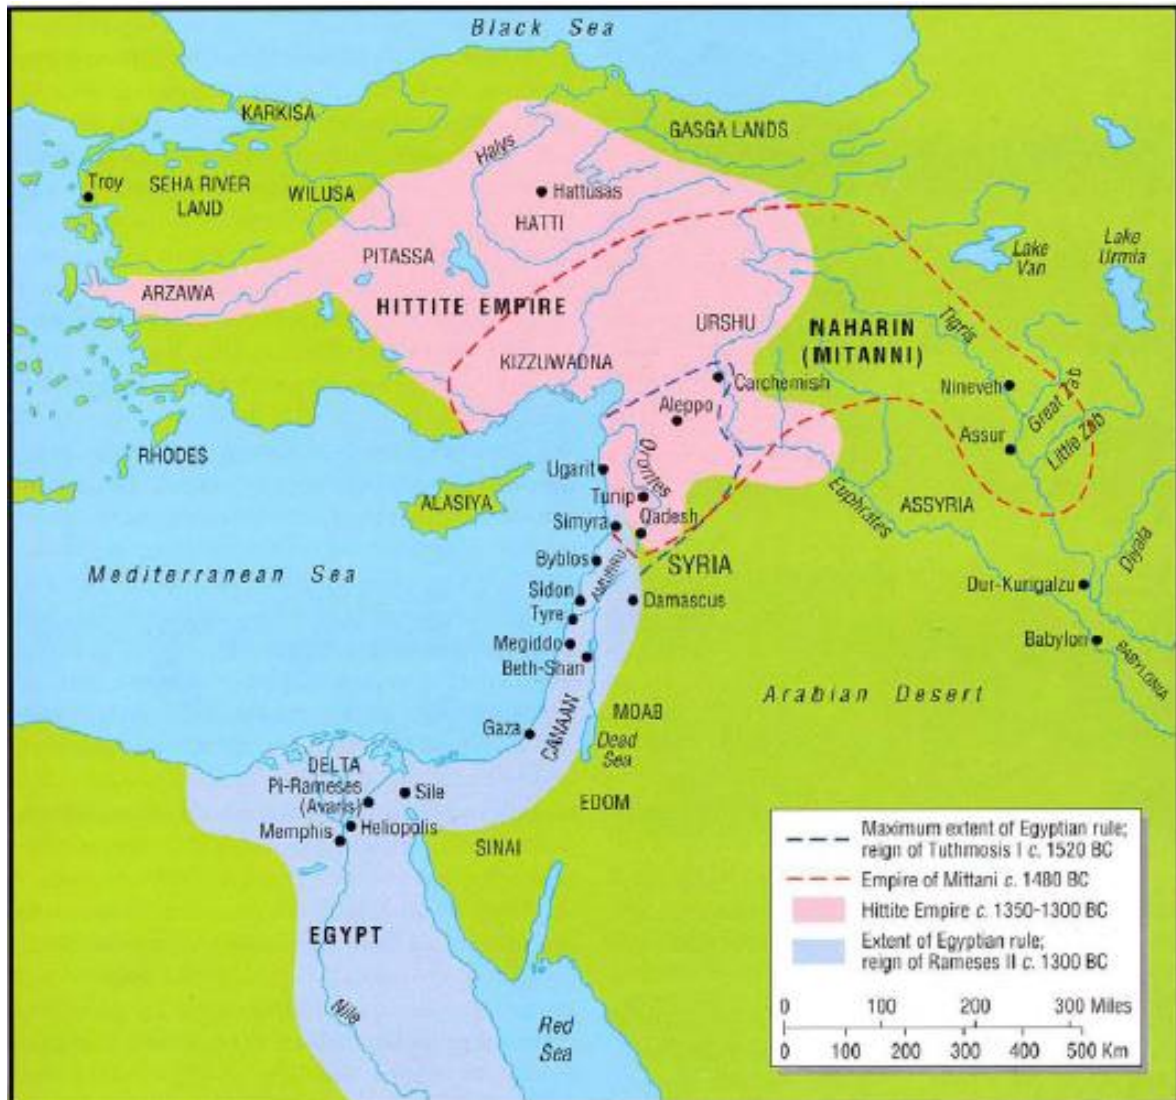 Black Sea
KARKISA
GASGA LANDS
Halys
Troy
SEHA RIVER
LAND
WILUSA
Hattusas
HATTI
PITASSA
Lake
Van
Lake
Urmia
ARZAWA
HITTITE EMPIRE
URSHU
NAHARIN
(MITANNI)
Tigris
KIZZUWADNA
Carchemish
Nineveh
Great Zab
Aleppo
Assur
Little Zab
RHODES
Ugarit
Orontes
ALASIYA
Tunip
Euphrates
ASSYRIA
Simyra
Qadesh
Diyala
Byblos
AMURRU
SYRIA
Mediterranean Sea
Sidon
Damascus
Dur-Kurigalzu
Tyre
Megiddo
Babylon
BABYLONIA
Beth-Shan
Arabian Desert
CANAAN
MOAB
Gaza
Dead
Sea
DELTA
Pi-Rameses
(Avaris)
Sile
EDOM
Memphis
Heliopolis
SINAI
EGYPT
Nile
Red
Sea
Maximum extent of Egyptian rule;
reign of Tuthmosis I c. 1520 BC
Empire of Mittani c. 1480 BC
Hittite Empire c. 1350-1300 BC
Extent of Egyptian rule;
reign of Rameses II c. 1300 BC
0 100 200 300 Miles
0 100 200 300 400 500 Km